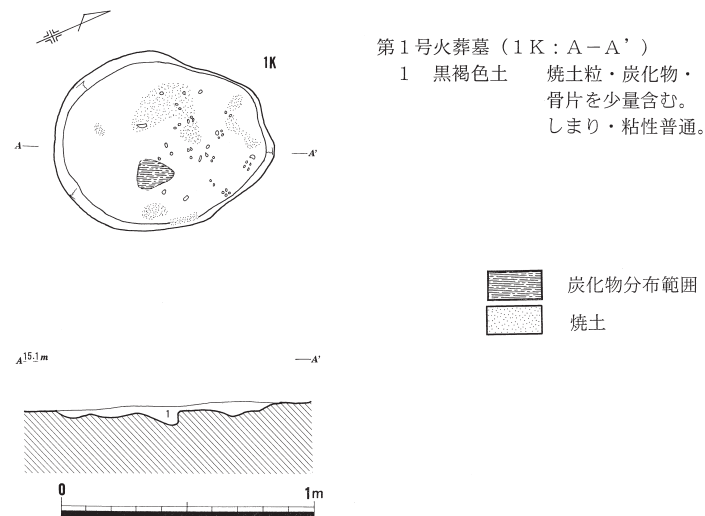 1K
A
A'
第1号火葬墓（1K：A－A'）
1 黒褐色土 焼土粒・炭化物・
骨片を少量含む。
しまり・粘性普通。
炭化物分布範囲
焼土
A 15.1m
A'
1
0
1m